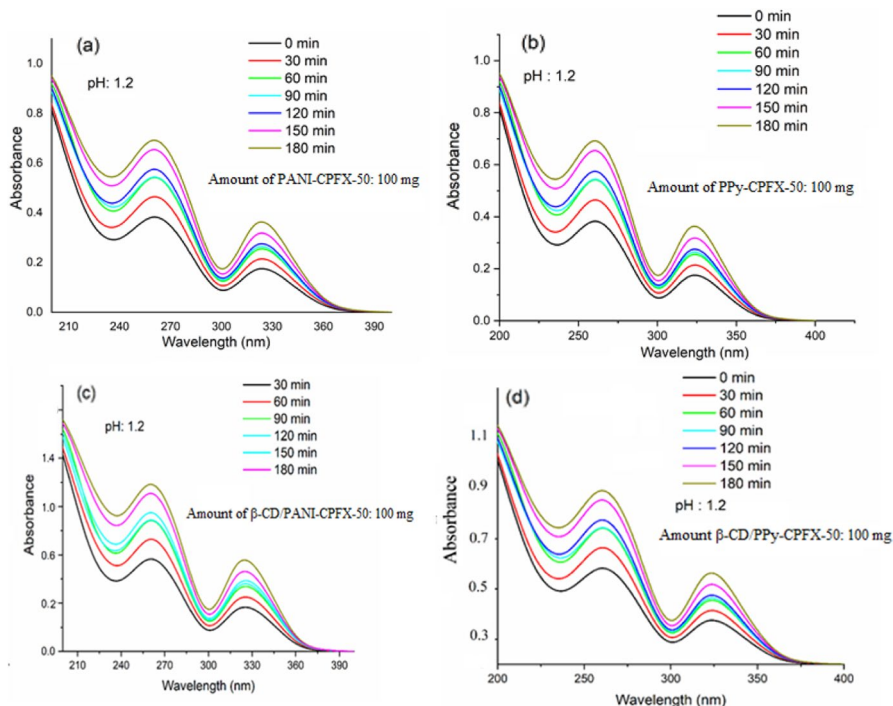 (a)
pH: 1.2
0 min
30 min
60 min
90 min
120 min
150 min
180 min
Amount of PANI-CPFX-50: 100 mg
Absorbance
1.0
0.8
0.6
0.4
0.2
0.0
210 240 270 300 330 360 390
Wavelength (nm)
(b)
pH : 1.2
0 min
30 min
60 min
90 min
120 min
150 min
180 min
Amount of PPy-CPFX-50: 100 mg
Absorbance
1.0
0.8
0.6
0.4
0.2
0.0
200 250 300 350 400
Wavelength (nm)
(c)
pH: 1.2
30 min
60 min
90 min
120 min
150 min
180 min
Amount of β-CD/PANI-CPFX-50: 100 mg
Absorbance
1.4
1.0
0.6
0.2
0.0
210 240 270 300 330 360 390
Wavelength (nm)
(d)
0 min
30 min
60 min
90 min
120 min
150 min
180 min
pH : 1.2
Amount β-CD/PPy-CPFX-50: 100 mg
Absorbance
1.1
0.9
0.7
0.5
0.3
200 250 300 350 400
Wavelength (nm)